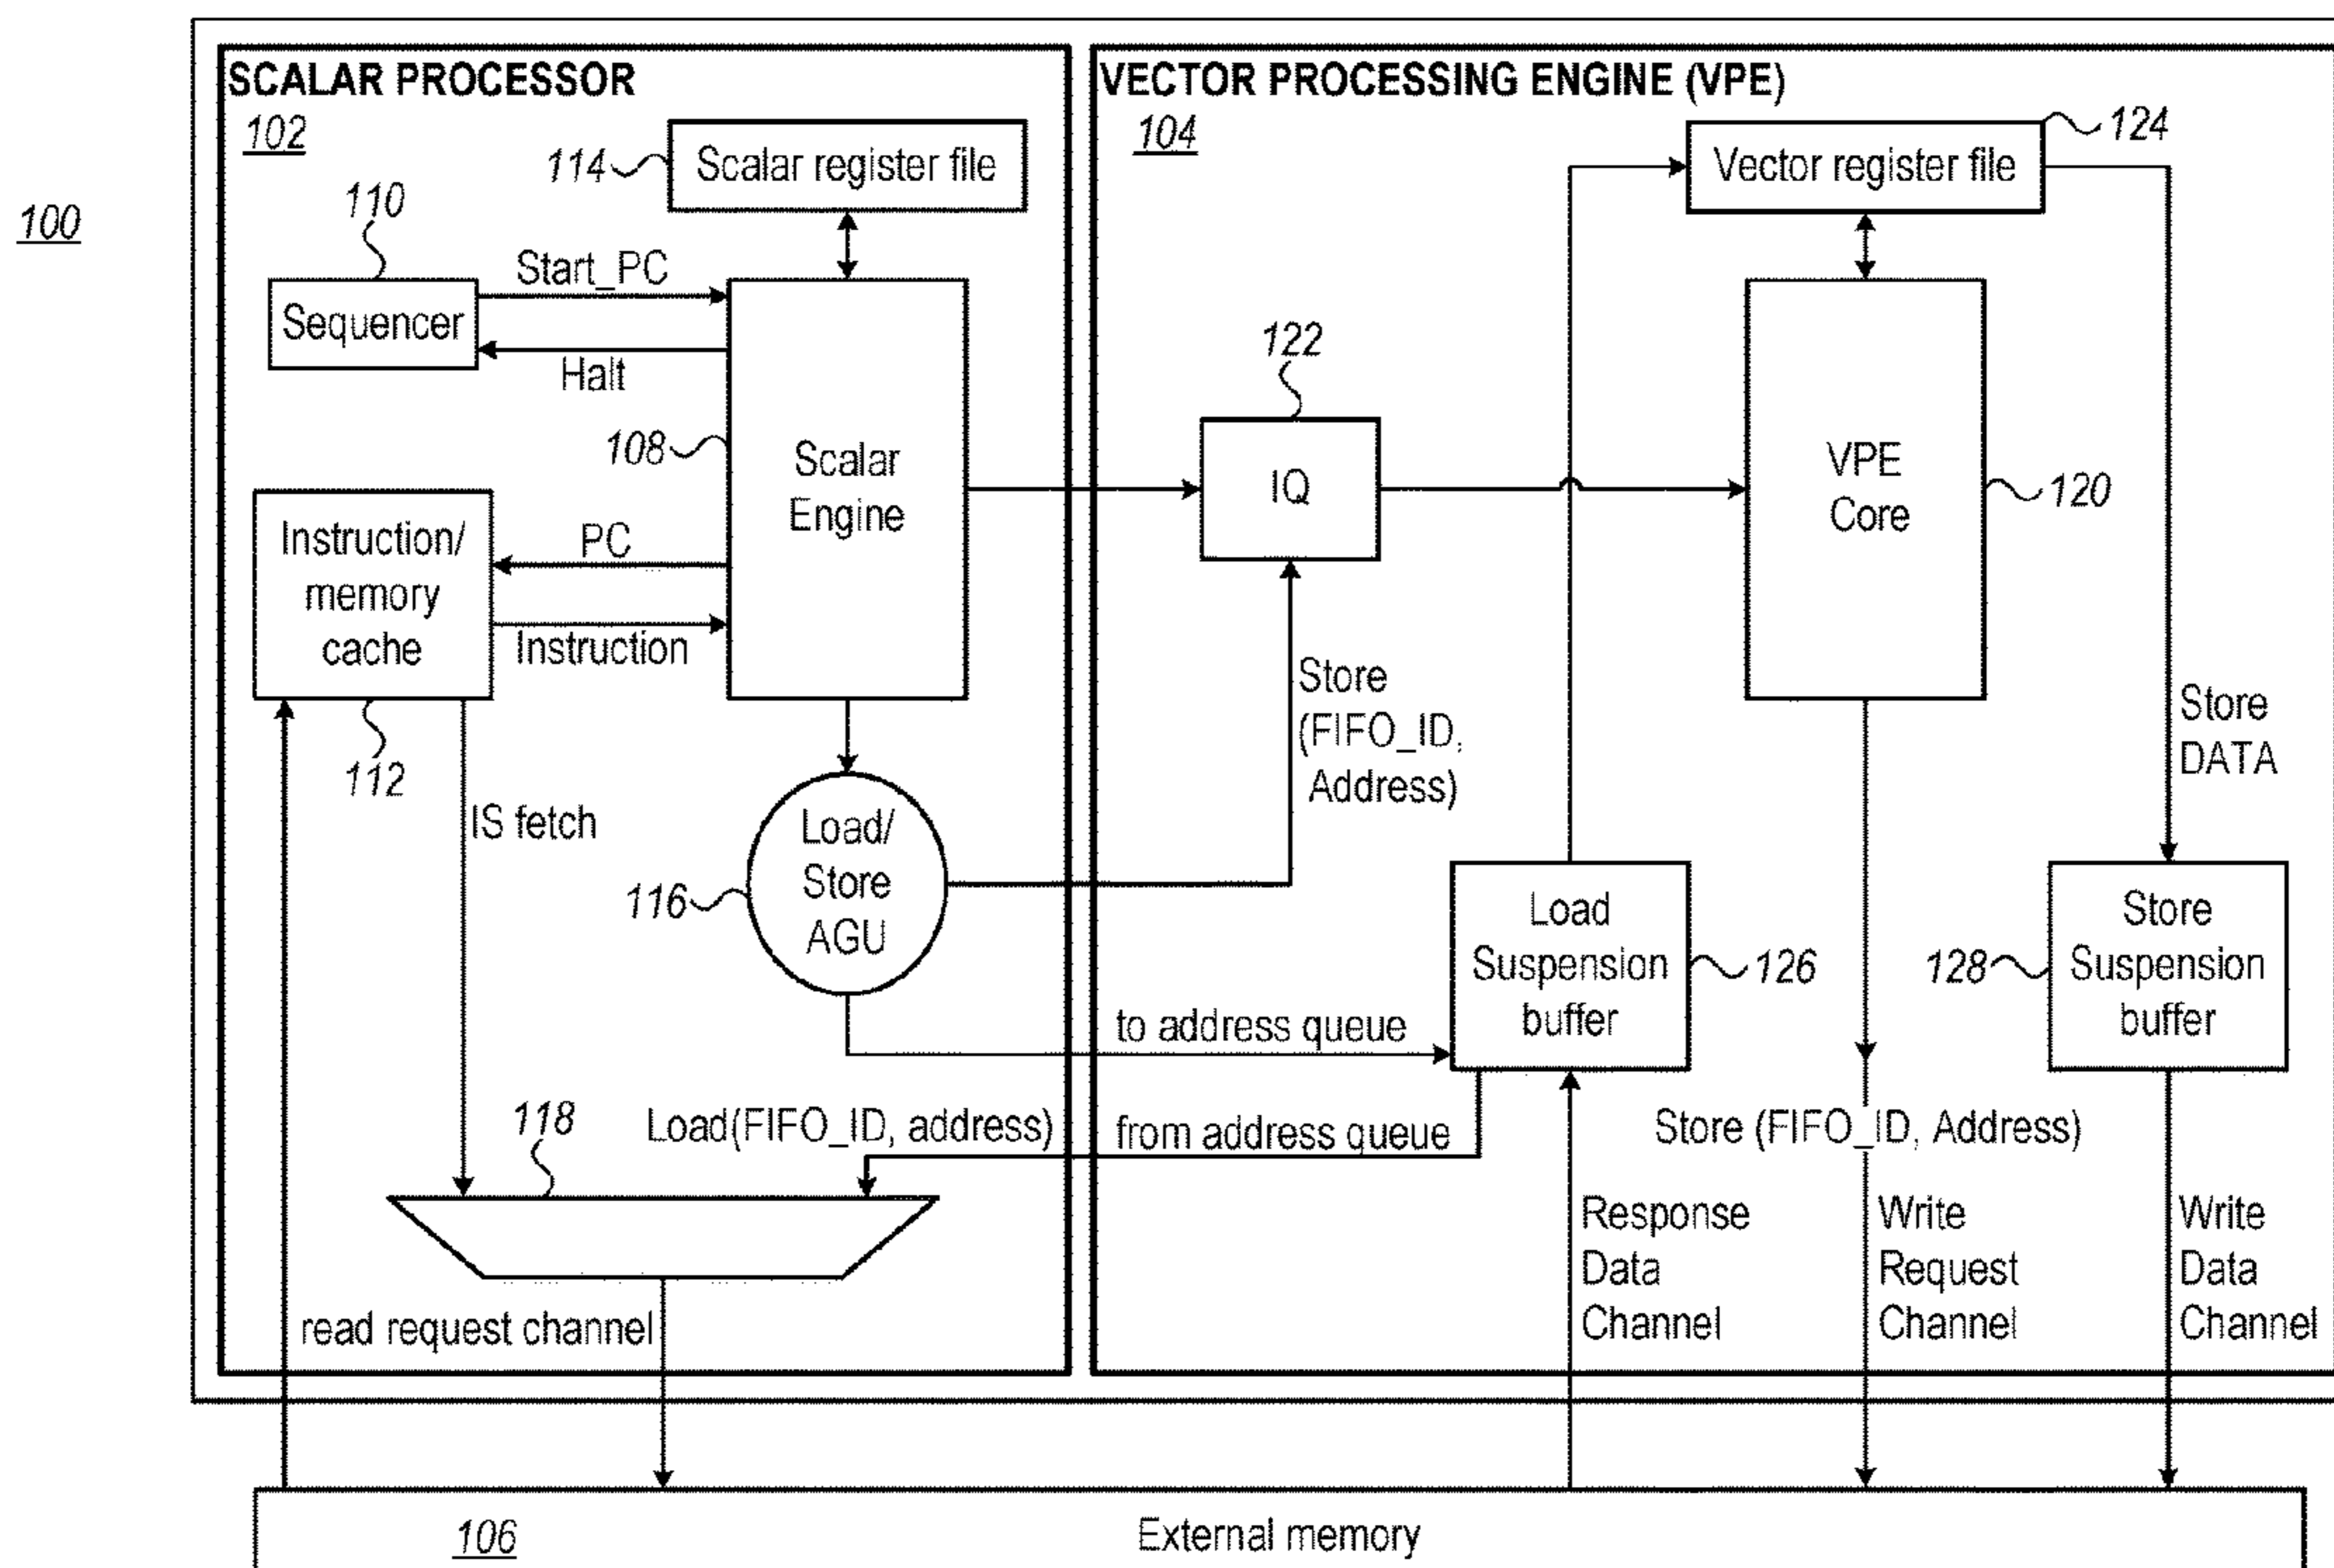 100
SCALAR PROCESSOR
102
114
Scalar register file
110
Sequencer
Start_PC
Halt
108
Scalar
Engine
Instruction/
memory
cache
PC
Instruction
112
IS fetch
116
Load/
Store
AGU
118
Load(FIFO_ID, address)
read request channel
VECTOR PROCESSING ENGINE (VPE)
104
124
Vector register file
122
IQ
VPE
Core
120
Store
(FIFO_ID,
Address)
Store
DATA
Load
Suspension
buffer
126
128
Store
Suspension
buffer
to address queue
from address queue
Store (FIFO_ID, Address)
Response
Data
Channel
Write
Request
Channel
Write
Data
Channel
106
External memory